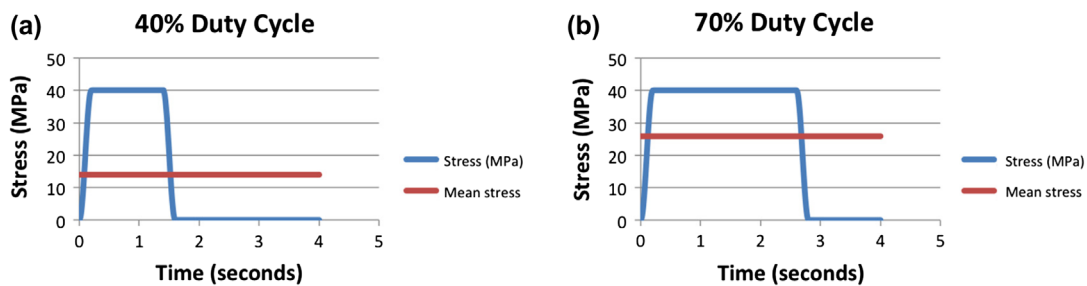 (a)
40% Duty Cycle
50
40
30
20
10
0
Stress (MPa)
0 1 2 3 4 5
Time (seconds)
Stress (MPa)
Mean stress
(b)
70% Duty Cycle
50
40
30
20
10
0
Stress (MPa)
0 1 2 3 4 5
Time (seconds)
Stress (MPa)
Mean stress